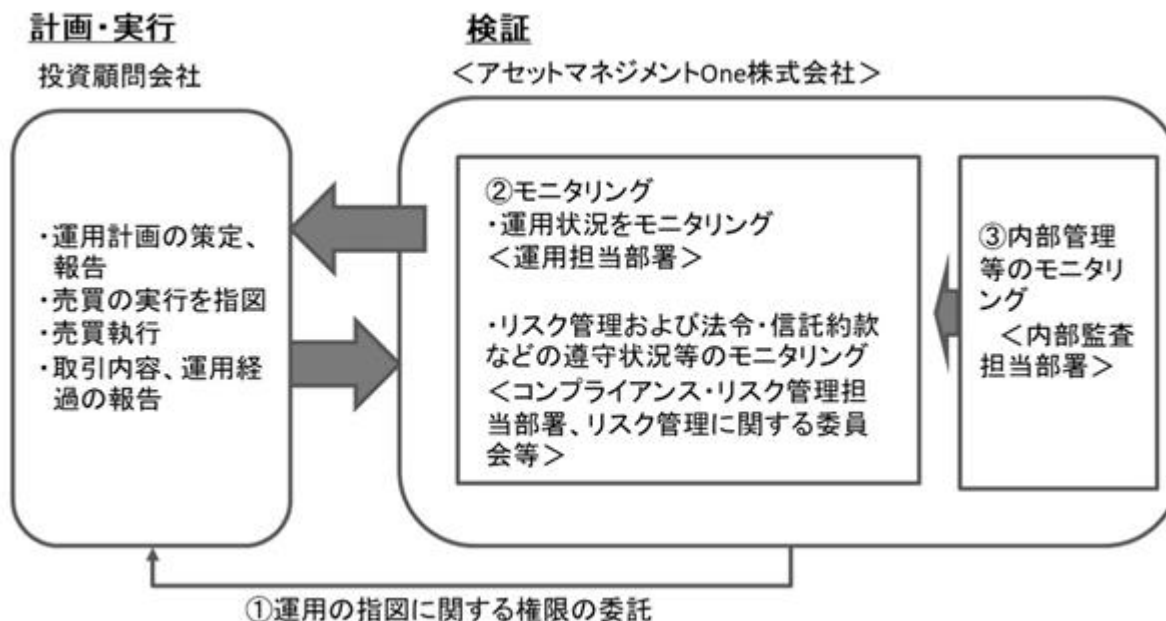 計画・実行
投資顧問会社
・運用計画の策定、
報告
・売買の実行を指図
・売買執行
・取引内容、運用経
過の報告
検証
＜アセットマネジメントOne株式会社＞
②モニタリング
・運用状況をモニタリング
＜運用担当部署＞
・リスク管理および法令・信託約款
などの遵守状況等のモニタリング
＜コンプライアンス・リスク管理担
当部署、リスク管理に関する委員
会等＞
③内部管理
等のモニタリ
ング
＜内部監査
担当部署＞
①運用の指図に関する権限の委託